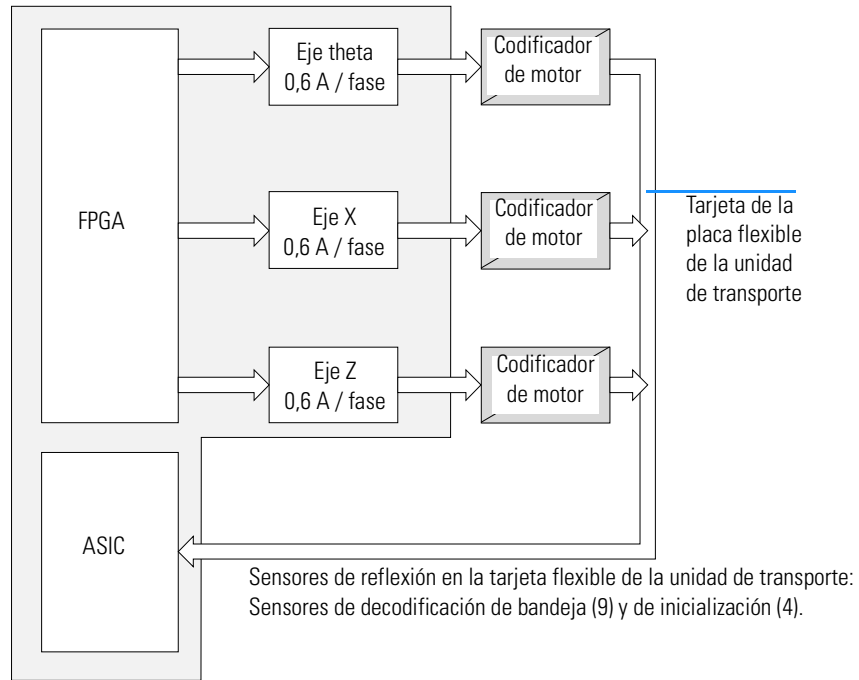 Eje theta
0,6 A / fase
Codificador
de motor
FPGA
Eje X
0,6 A / fase
Codificador
de motor
Tarjeta de la
placa flexible
de la unidad
de transporte
Eje Z
0,6 A / fase
Codificador
de motor
ASIC
Sensores de reflexión en la tarjeta flexible de la unidad de transporte:
Sensores de decodificación de bandeja (9) y de inicialización (4).